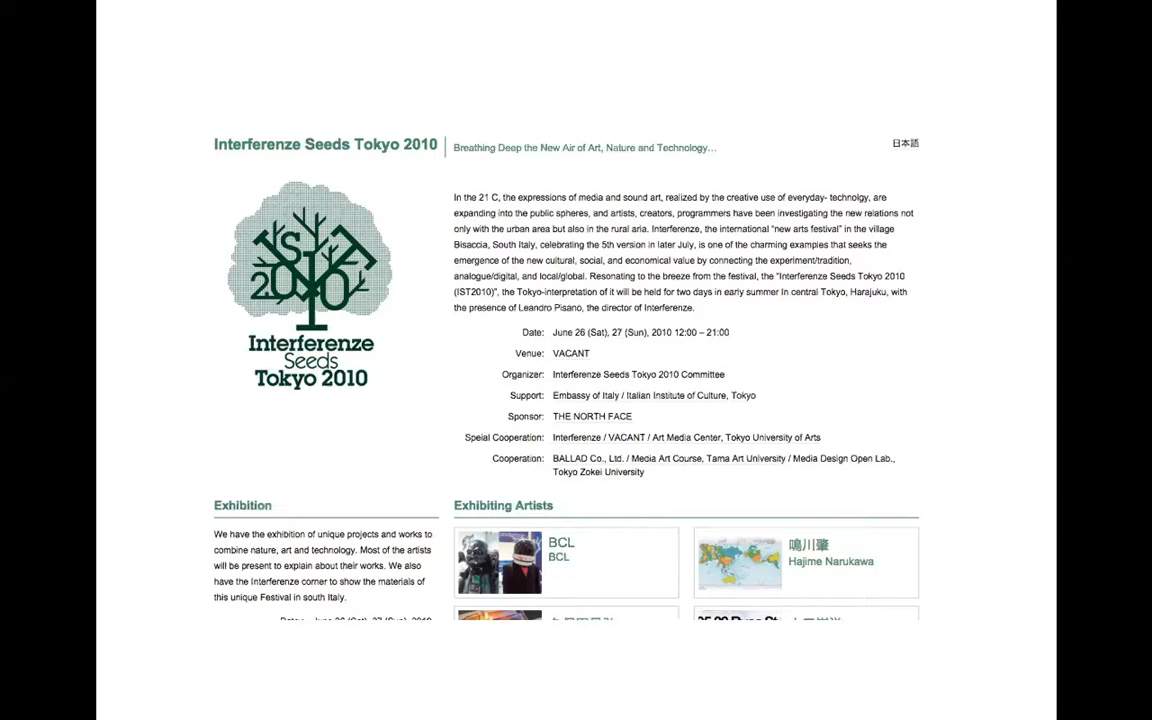 Interferenze Seeds Tokyo 2010
Breathing Deep the New Air of Art, Nature and Technology...
日本語
IST
2010
Interferenze
Seeds
Tokyo 2010
In the 21 C, the expressions of media and sound art, realized by the creative use of everyday- technolgy, are
expanding into the public spheres, and artists, creators, programmers have been investigating the new relations not
only with the urban area but also in the rural aria. Interferenze, the international “new arts festival” in the village
Bisaccia, South Italy, celebrating the 5th version in later July, is one of the charming examples that seeks the
emergence of the new cultural, social, and economical value by connecting the experiment/tradition,
analogue/digital, and local/global. Resonating to the breeze from the festival, the "Interferenze Seeds Tokyo 2010
(IST2010)", the Tokyo-interpretation of it will be held for two days in early summer In central Tokyo, Harajuku, with
the presence of Leandro Pisano, the director of Interferenze.
Date: June 26 (Sat), 27 (Sun), 2010 12:00 – 21:00
Venue: VACANT
Organizer: Interferenze Seeds Tokyo 2010 Committee
Support: Embassy of Italy / Italian Institute of Culture, Tokyo
Sponsor: THE NORTH FACE
Speial Cooperation: Interferenze / VACANT / Art Media Center, Tokyo University of Arts
Cooperation: BALLAD Co., Ltd. / Media Art Course, Tama Art University / Media Design Open Lab.,
Tokyo Zokei University
Exhibition
We have the exhibition of unique projects and works to
combine nature, art and technology. Most of the artists
will be present to explain about their works. We also
have the Interferenze corner to show the materials of
this unique Festival in south Italy.
Exhibiting Artists
BCL
BCL
鳴川肇
Hajime Narukawa